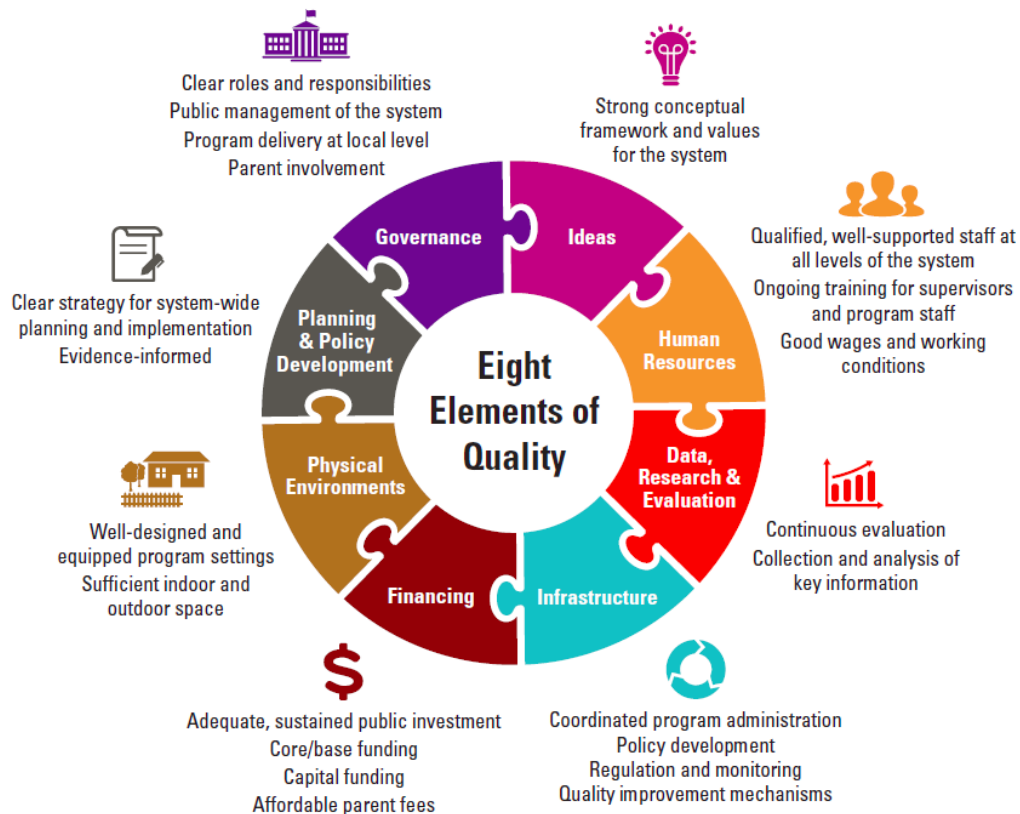 Clear roles and responsibilities
Public management of the system
Program delivery at local level
Parent involvement
Strong conceptual
framework and values
for the system
Qualified, well-supported staff at
all levels of the system
Ongoing training for supervisors
and program staff
Good wages and working
conditions
Clear strategy for system-wide
planning and implementation
Evidence-informed
Governance
Ideas
Planning
& Policy
Development
Human
Resources
Eight
Elements of
Quality
Physical
Environments
Data,
Research &
Evaluation
Financing
Infrastructure
Well-designed and
equipped program settings
Sufficient indoor and
outdoor space
Continuous evaluation
Collection and analysis of
key information
$
Adequate, sustained public investment
Core/base funding
Capital funding
Affordable parent fees
Coordinated program administration
Policy development
Regulation and monitoring
Quality improvement mechanisms